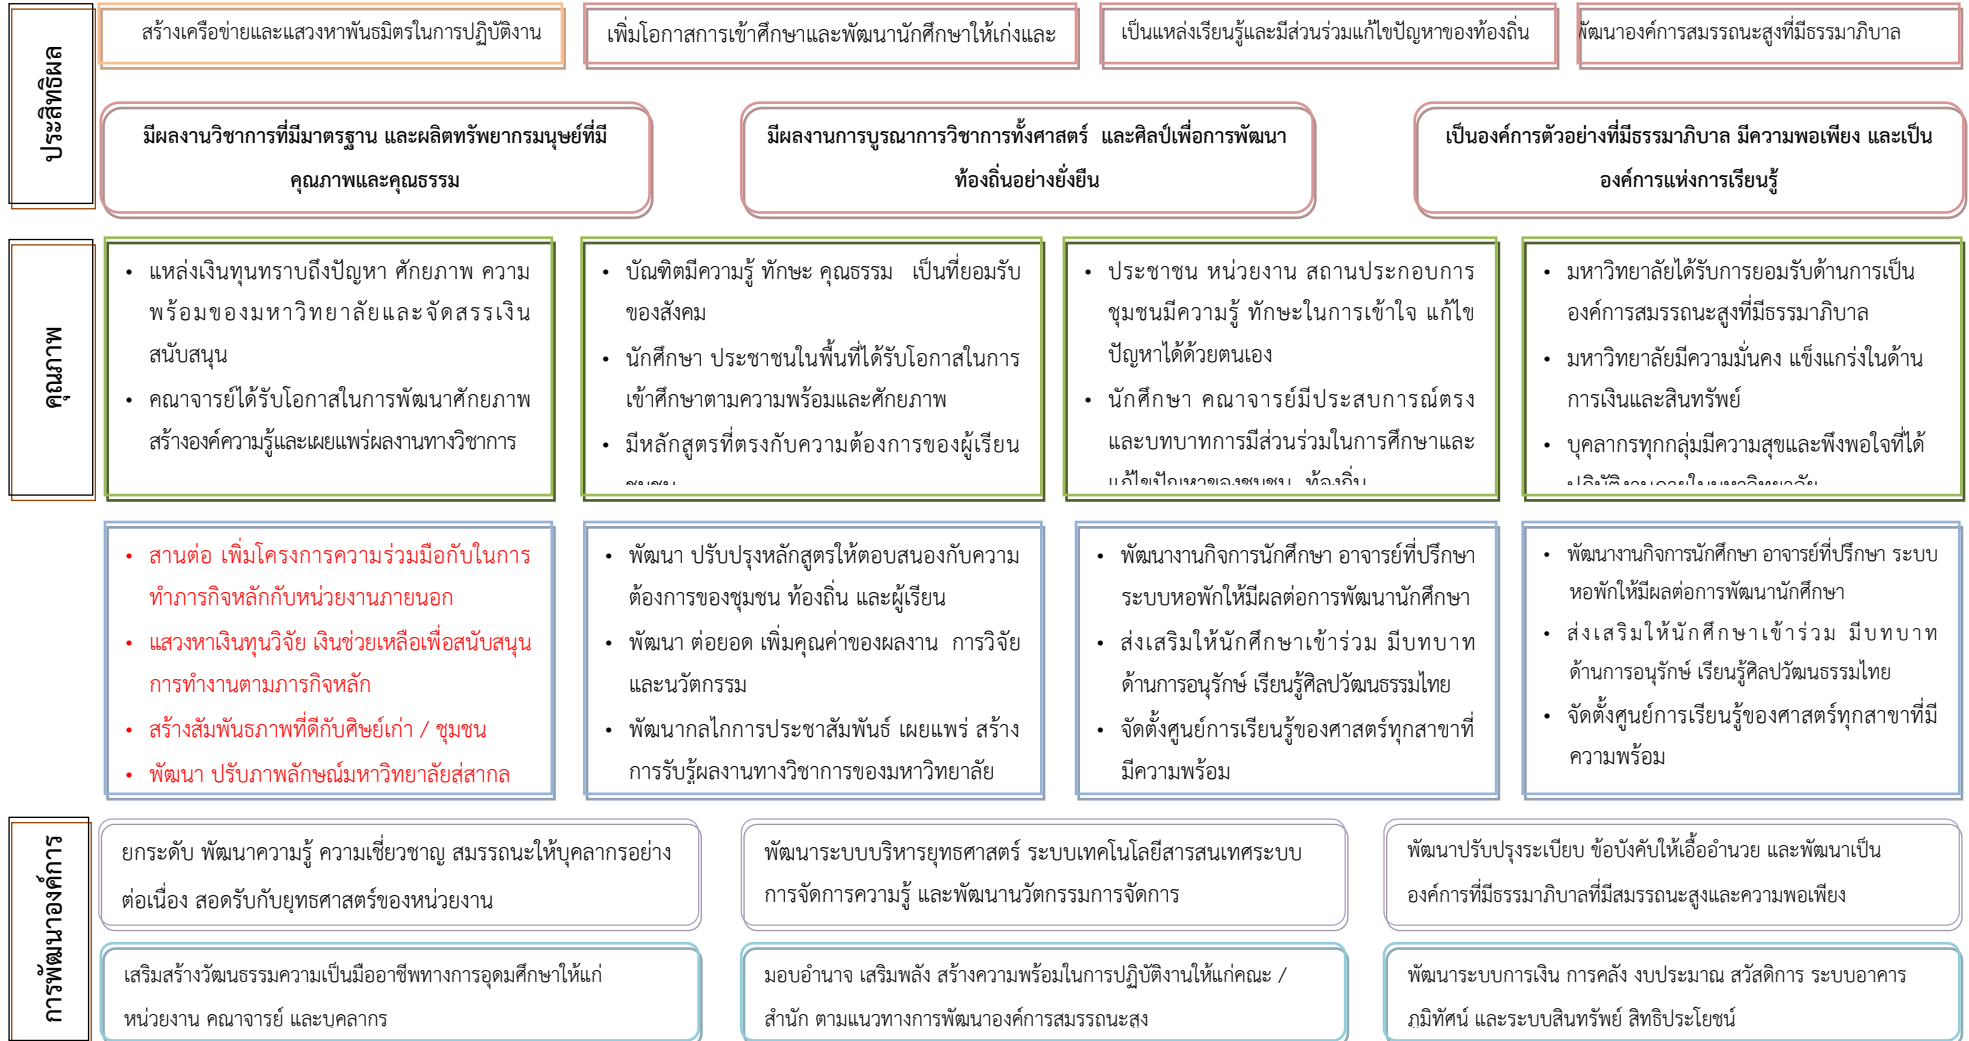 ประสิทธิผล
สร้างเครือข่ายและแสวงหาพันธมิตรในการปฏิบัติงาน
เพิ่มโอกาสการเข้าศึกษาและพัฒนานักศึกษาให้เก่งและ
เป็นแหล่งเรียนรู้และมีส่วนร่วมแก้ไขปัญหาของท้องถิ่น
พัฒนาองค์การสมรรถนะสูงที่มีธรรมาภิบาล
มีผลงานวิชาการที่มีมาตรฐาน และผลิตทรัพยากรมนุษย์ที่มี
คุณภาพและคุณธรรม
มีผลงานการบูรณาการวิชาการทั้งศาสตร์ และศิลป์เพื่อการพัฒนา
ท้องถิ่นอย่างยั่งยืน
เป็นองค์การตัวอย่างที่มีธรรมาภิบาล มีความพอเพียง และเป็น
องค์การแห่งการเรียนรู้
คุณภาพ
• แหล่งเงินทุนทราบถึงปัญหา ศักยภาพ ความ
พร้อมของมหาวิทยาลัยและจัดสรรเงิน
สนับสนุน
• คณาจารย์ได้รับโอกาสในการพัฒนาศักยภาพ
สร้างองค์ความรู้และเผยแพร่ผลงานทางวิชาการ
• บัณฑิตมีความรู้ ทักษะ คุณธรรม เป็นที่ยอมรับ
ของสังคม
• นักศึกษา ประชาชนในพื้นที่ได้รับโอกาสในการ
เข้าศึกษาตามความพร้อมและศักยภาพ
• มีหลักสูตรที่ตรงกับความต้องการของผู้เรียน
ชุมชน
• ประชาชน หน่วยงาน สถานประกอบการ
ชุมชนมีความรู้ ทักษะในการเข้าใจ แก้ไข
ปัญหาได้ด้วยตนเอง
• นักศึกษา คณาจารย์มีประสบการณ์ตรง
และบทบาทการมีส่วนร่วมในการศึกษาและ
แก้ไขปัญหาของชุมชน ท้องถิ่น
• มหาวิทยาลัยได้รับการยอมรับด้านการเป็น
องค์การสมรรถนะสูงที่มีธรรมาภิบาล
• มหาวิทยาลัยมีความมั่นคง แข็งแกร่งในด้าน
การเงินและสินทรัพย์
• บุคลากรทุกกลุ่มมีความสุขและพึงพอใจที่ได้
ปฏิบัติงานภายในมหาวิทยาลัย
• สานต่อ เพิ่มโครงการความร่วมมือกับในการ
ทำภารกิจหลักกับหน่วยงานภายนอก
• แสวงหาเงินทุนวิจัย เงินช่วยเหลือเพื่อสนับสนุน
การทำงานตามภารกิจหลัก
• สร้างสัมพันธภาพที่ดีกับศิษย์เก่า / ชุมชน
• พัฒนา ปรับภาพลักษณ์มหาวิทยาลัยสู่สากล
• พัฒนา ปรับปรุงหลักสูตรให้ตอบสนองกับความ
ต้องการของชุมชน ท้องถิ่น และผู้เรียน
• พัฒนา ต่อยอด เพิ่มคุณค่าของผลงาน การวิจัย
และนวัตกรรม
• พัฒนากลไกการประชาสัมพันธ์ เผยแพร่ สร้าง
การรับรู้ผลงานทางวิชาการของมหาวิทยาลัย
• พัฒนางานกิจการนักศึกษา อาจารย์ที่ปรึกษา
ระบบหอพักให้มีผลต่อการพัฒนานักศึกษา
• ส่งเสริมให้นักศึกษาเข้าร่วม มีบทบาท
ด้านการอนุรักษ์ เรียนรู้ศิลปวัฒนธรรมไทย
• จัดตั้งศูนย์การเรียนรู้ของศาสตร์ทุกสาขาที่
มีความพร้อม
• พัฒนางานกิจการนักศึกษา อาจารย์ที่ปรึกษา ระบบ
หอพักให้มีผลต่อการพัฒนานักศึกษา
• ส่งเสริมให้นักศึกษาเข้าร่วม มีบทบาท
ด้านการอนุรักษ์ เรียนรู้ศิลปวัฒนธรรมไทย
• จัดตั้งศูนย์การเรียนรู้ของศาสตร์ทุกสาขาที่มี
ความพร้อม
การพัฒนาองค์การ
ยกระดับ พัฒนาความรู้ ความเชี่ยวชาญ สมรรถนะให้บุคลากรอย่าง
ต่อเนื่อง สอดรับกับยุทธศาสตร์ของหน่วยงาน
พัฒนาระบบบริหารยุทธศาสตร์ ระบบเทคโนโลยีสารสนเทศระบบ
การจัดการความรู้ และพัฒนานวัตกรรมการจัดการ
พัฒนาปรับปรุงระเบียบ ข้อบังคับให้เอื้ออำนวย และพัฒนาเป็น
องค์การที่มีธรรมาภิบาลที่มีสมรรถนะสูงและความพอเพียง
เสริมสร้างวัฒนธรรมความเป็นมืออาชีพทางการอุดมศึกษาให้แก่
หน่วยงาน คณาจารย์ และบุคลากร
มอบอำนาจ เสริมพลัง สร้างความพร้อมในการปฏิบัติงานให้แก่คณะ /
สำนัก ตามแนวทางการพัฒนาองค์การสมรรถนะสูง
พัฒนาระบบการเงิน การคลัง งบประมาณ สวัสดิการ ระบบอาคาร
ภูมิทัศน์ และระบบสินทรัพย์ สิทธิประโยชน์